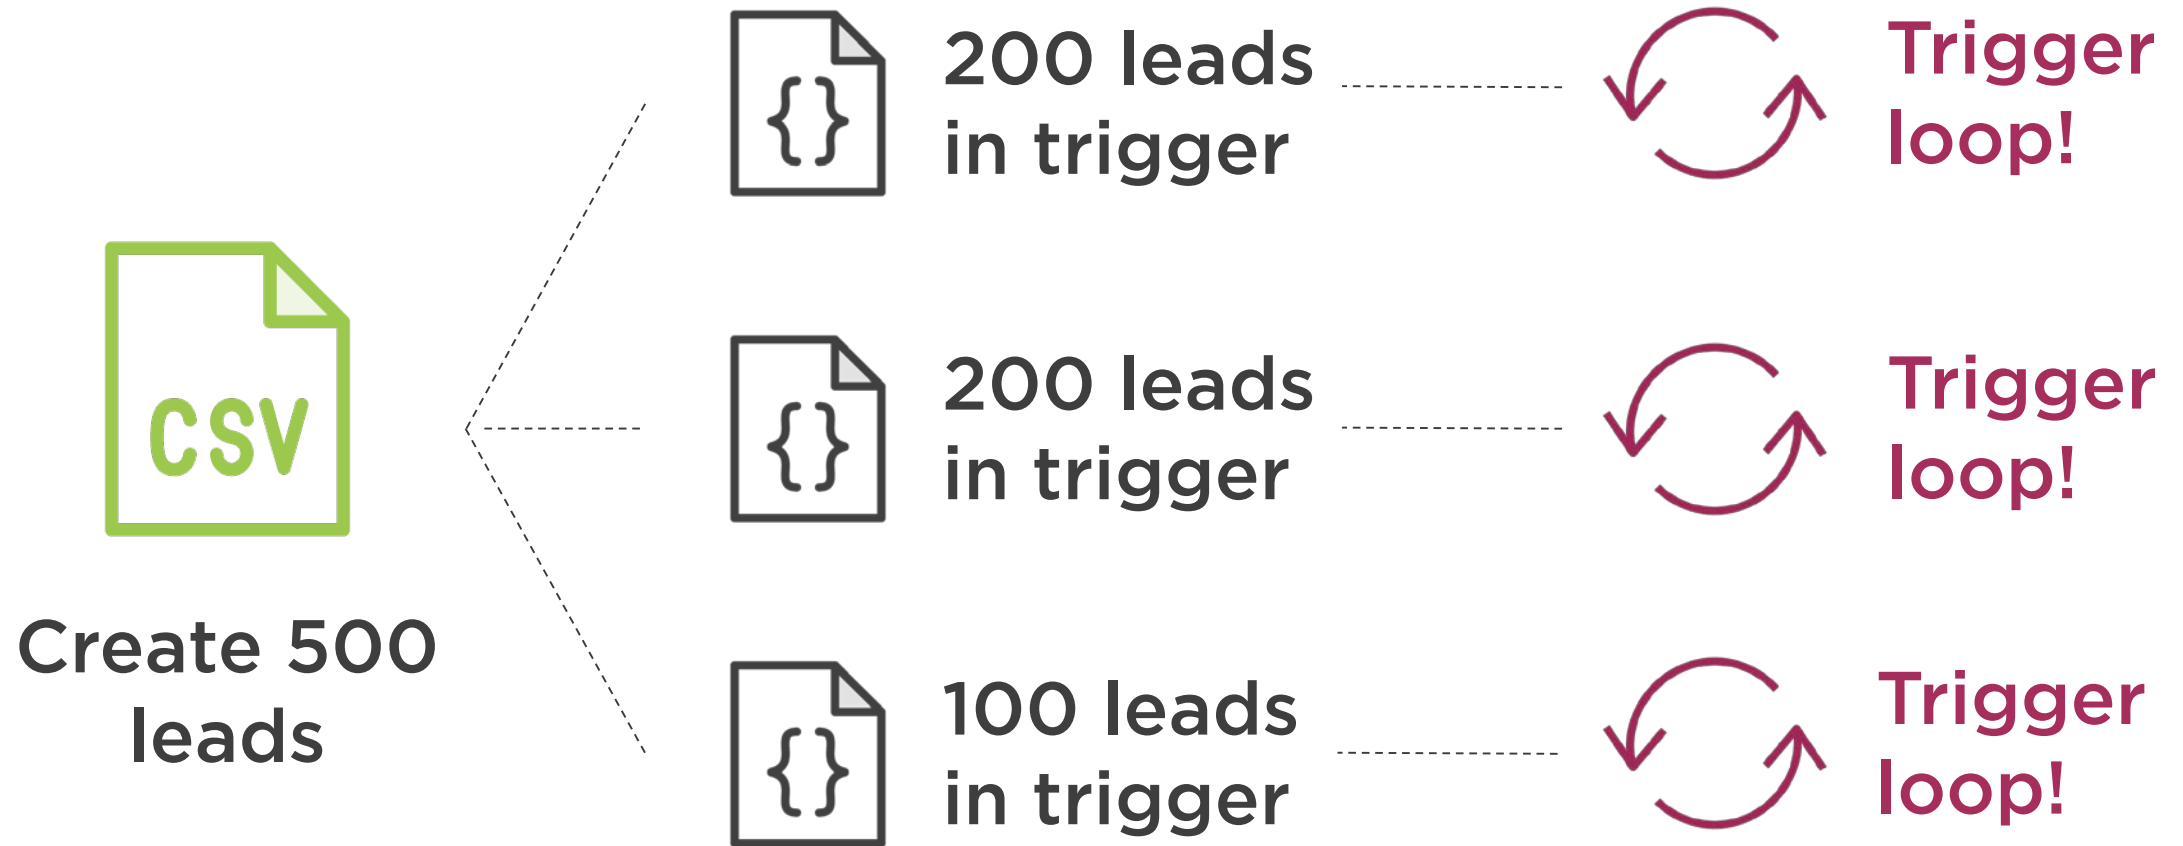 CSV
Create 500
leads
{}
200 leads
in trigger
Trigger
loop!
{}
200 leads
in trigger
Trigger
loop!
{}
100 leads
in trigger
Trigger
loop!